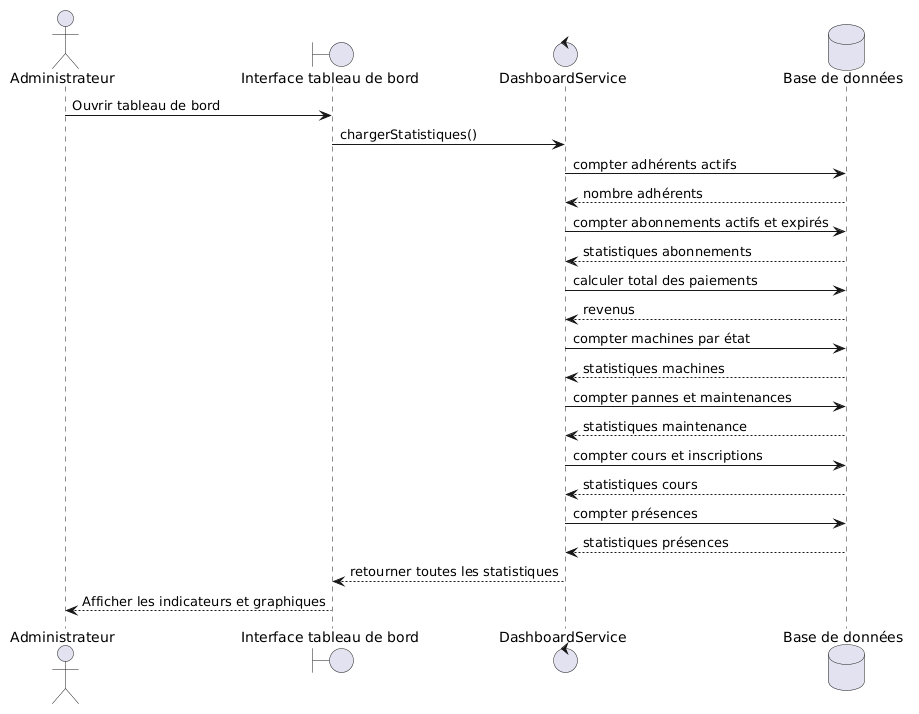 Administrateur
Interface tableau de bord
DashboardService
Base de données
Ouvrir tableau de bord
chargerStatistiques()
compter adhérents actifs
nombre adhérents
compter abonnements actifs et expirés
statistiques abonnements
calculer total des paiements
revenus
compter machines par état
statistiques machines
compter pannes et maintenances
statistiques maintenance
compter cours et inscriptions
statistiques cours
compter présences
statistiques présences
retourner toutes les statistiques
Afficher les indicateurs et graphiques
Administrateur
Interface tableau de bord
DashboardService
Base de données